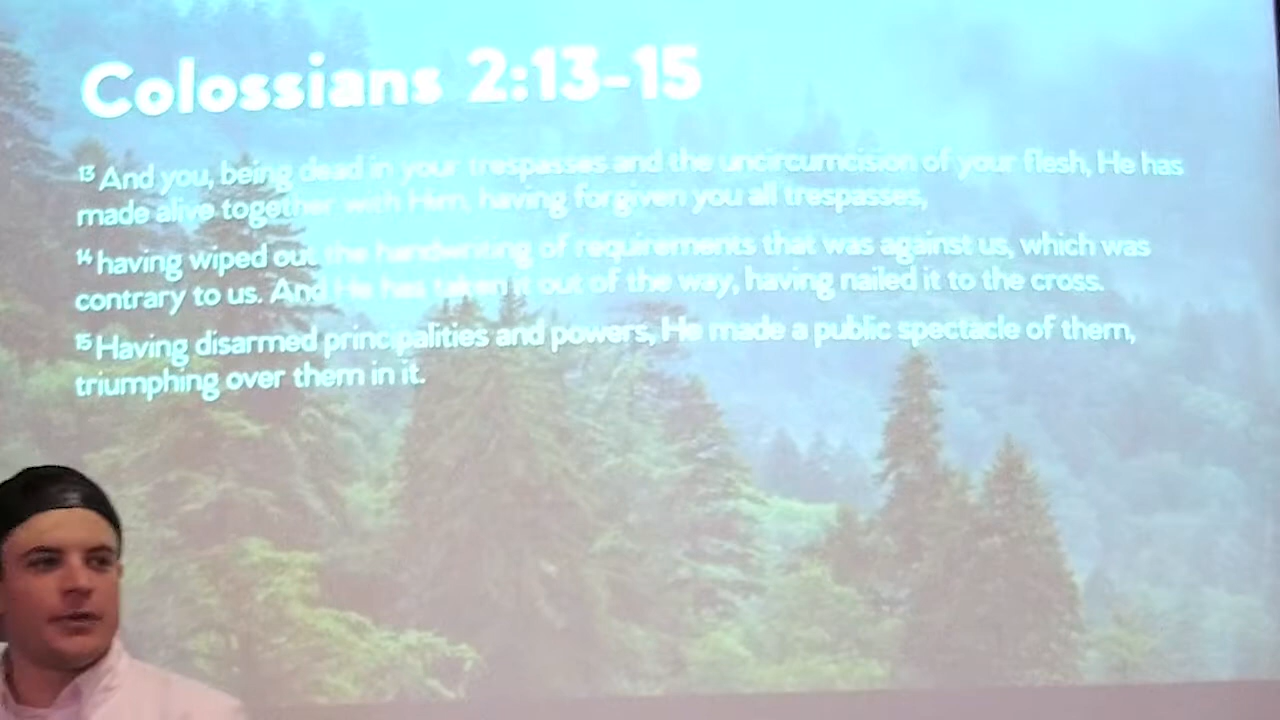 Colossians 2:13-15
13 And you, being dead in your trespasses and the uncircumcision of your flesh, He has
made alive together with Him, having forgiven you all trespasses,
14 having wiped out the handwriting of requirements that was against us, which was
contrary to us. And He has taken it out of the way, having nailed it to the cross.
15 Having disarmed principalities and powers, He made a public spectacle of them,
triumphing over them in it.